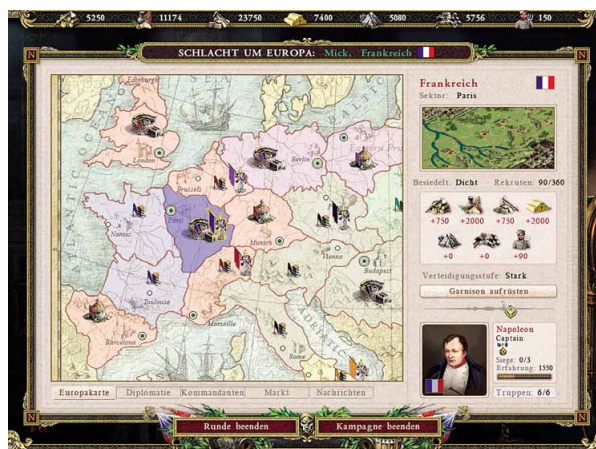 5250 11174 23750 7400 5080 5756 150
SCHLACHT UM EUROPA: Mick, Frankreich
N N
Edinburgh
London
Berlin
Brussels
Paris
Nantes
Munich
Vienna
Budapest
Toulouse
Marseille
Barcelona
Rome
ADRIATIC
Europakarte Diplomatie Kommandanten Markt Nachrichten
Frankreich
Sektor: Paris
Besiedelt: Dicht Rekruten: 90/360
+750 +2000 +750 +2000
+0 +0 +90
Verteidigungsstufe: Stark
Garnison aufrüsten
Napoleon
Captain
Siege: 0/3
Erfahrung: 1550
Truppen: 6/6
N N
Runde beenden Kampagne beenden